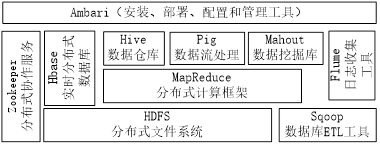 Ambari（安装、部署、配置和管理工具）
Zookeeper
分布式协作服务
Hbase
实时分布式
数据库
Hive
数据仓库
Pig
数据流处理
Mahout
数据挖掘库
Flume
日志收集
工具
MapReduce
分布式计算框架
HDFS
分布式文件系统
Sqoop
数据库ETL工具